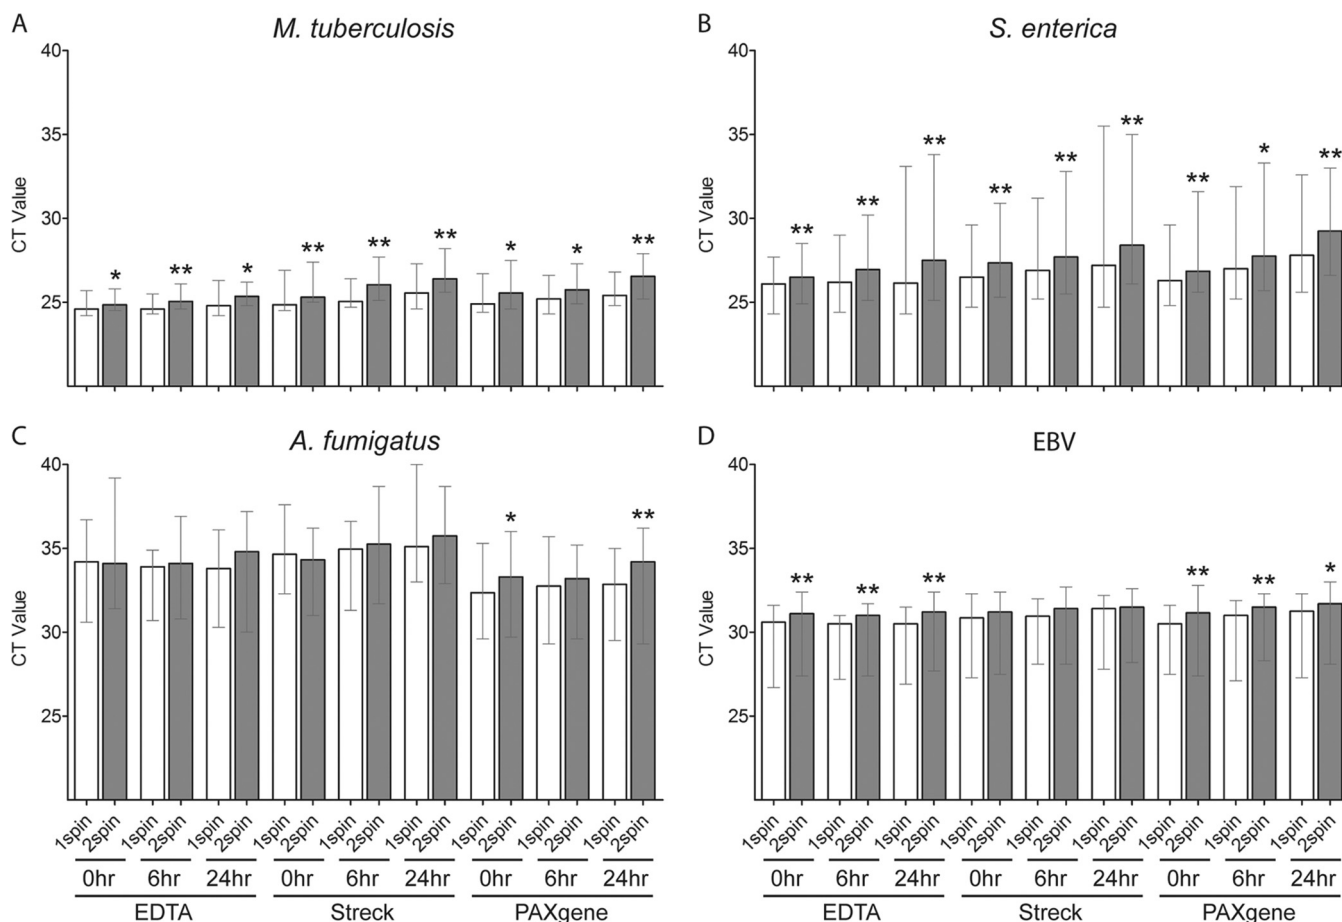 A
M. tuberculosis
B
S. enterica
40
35
30
25
CT Value
* ** * ** ** ** * * **
40
35
30
25
CT Value
** ** ** ** ** ** ** * **
C
A. fumigatus
D
EBV
40
35
30
25
CT Value
* **
40
35
30
25
CT Value
** ** ** ** ** *
1spin 2spin 1spin 2spin 1spin 2spin 1spin 2spin 1spin 2spin 1spin 2spin 1spin 2spin 1spin 2spin 1spin 2spin
0hr 6hr 24hr 0hr 6hr 24hr 0hr 6hr 24hr
EDTA Streck PAXgene
1spin 2spin 1spin 2spin 1spin 2spin 1spin 2spin 1spin 2spin 1spin 2spin 1spin 2spin 1spin 2spin 1spin 2spin
0hr 6hr 24hr 0hr 6hr 24hr 0hr 6hr 24hr
EDTA Streck PAXgene